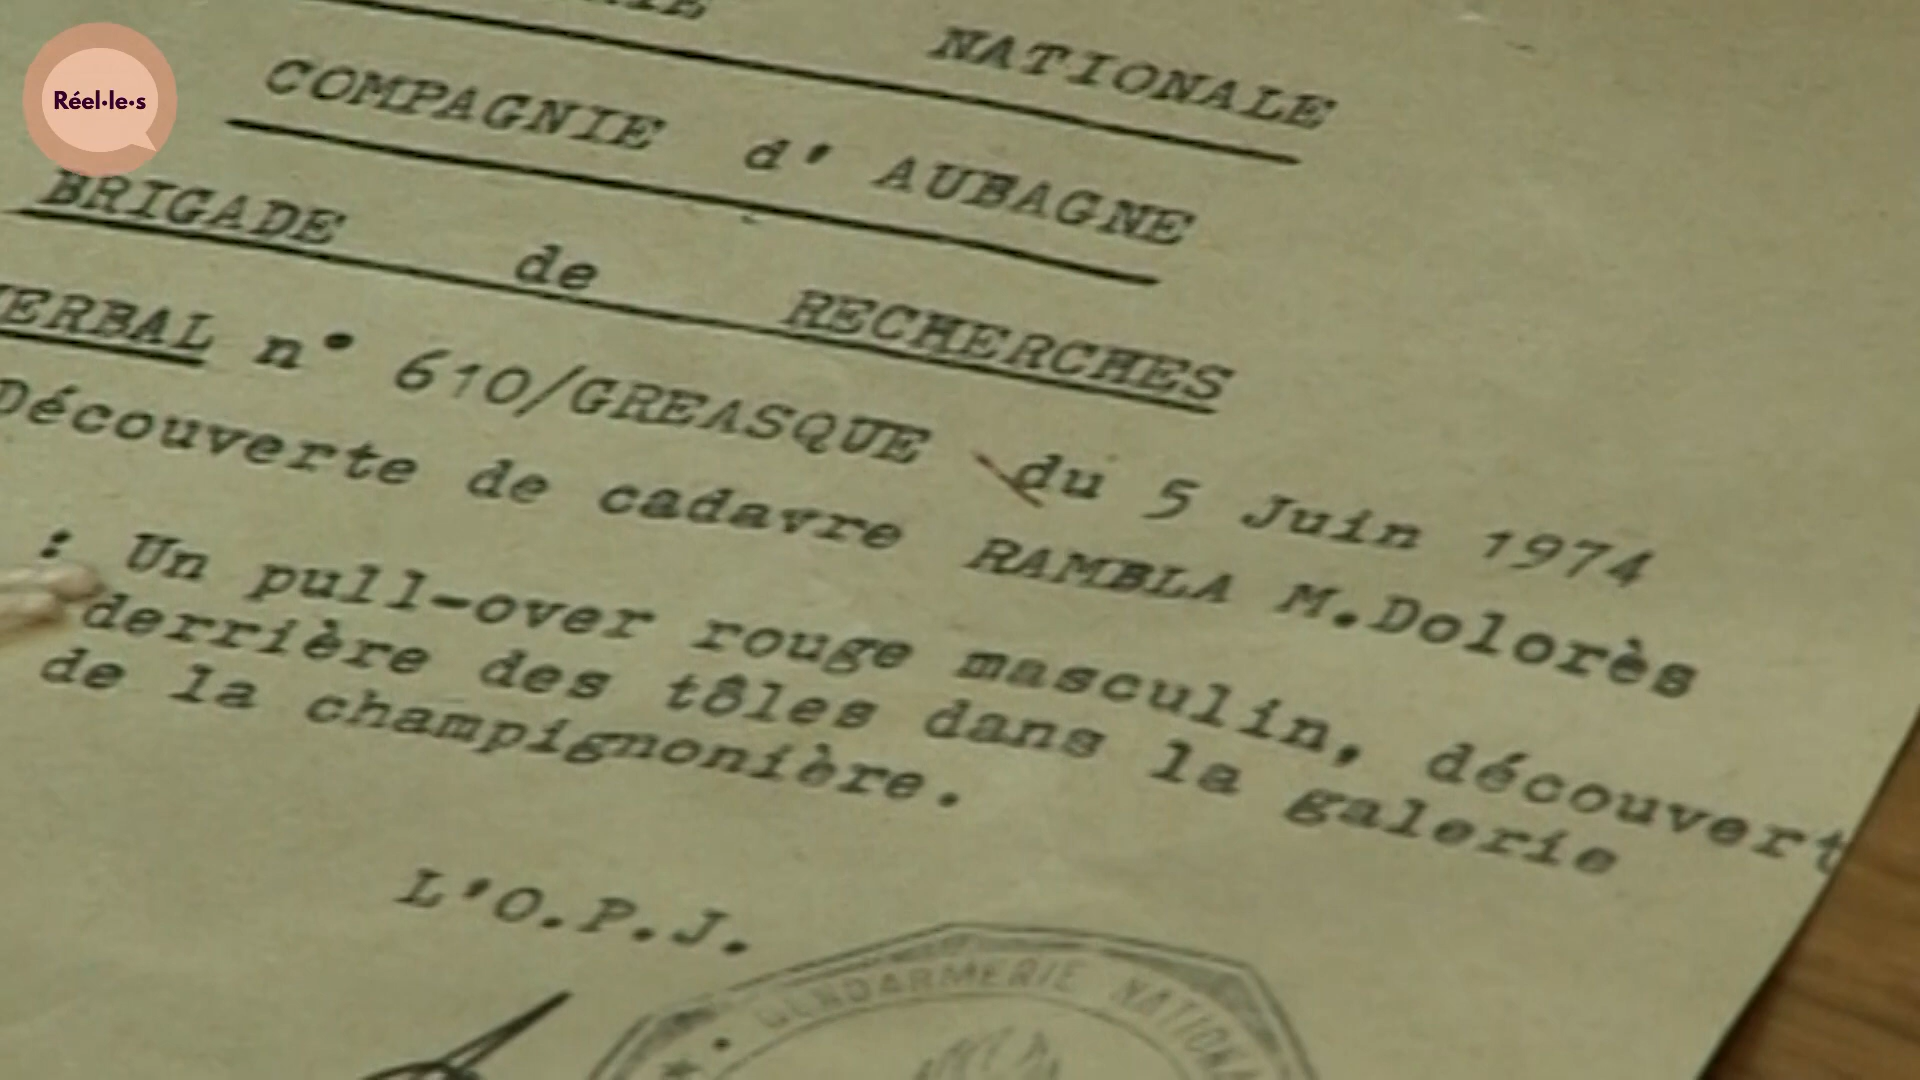 Réel·le·s
NATIONALE
COMPAGNIE d' AUBAGNE
BRIGADE de RECHERCHES
ERBAL n° 610/GREASQUE du 5 Juin 1974
Découverte de cadavre RAMBLA M.Dolorès
: Un pull-over rouge masculin, découvert
derrière des tôles dans la galerie
de la champignonière.
L'O.P.J.
GENDARMERIE NATIONA